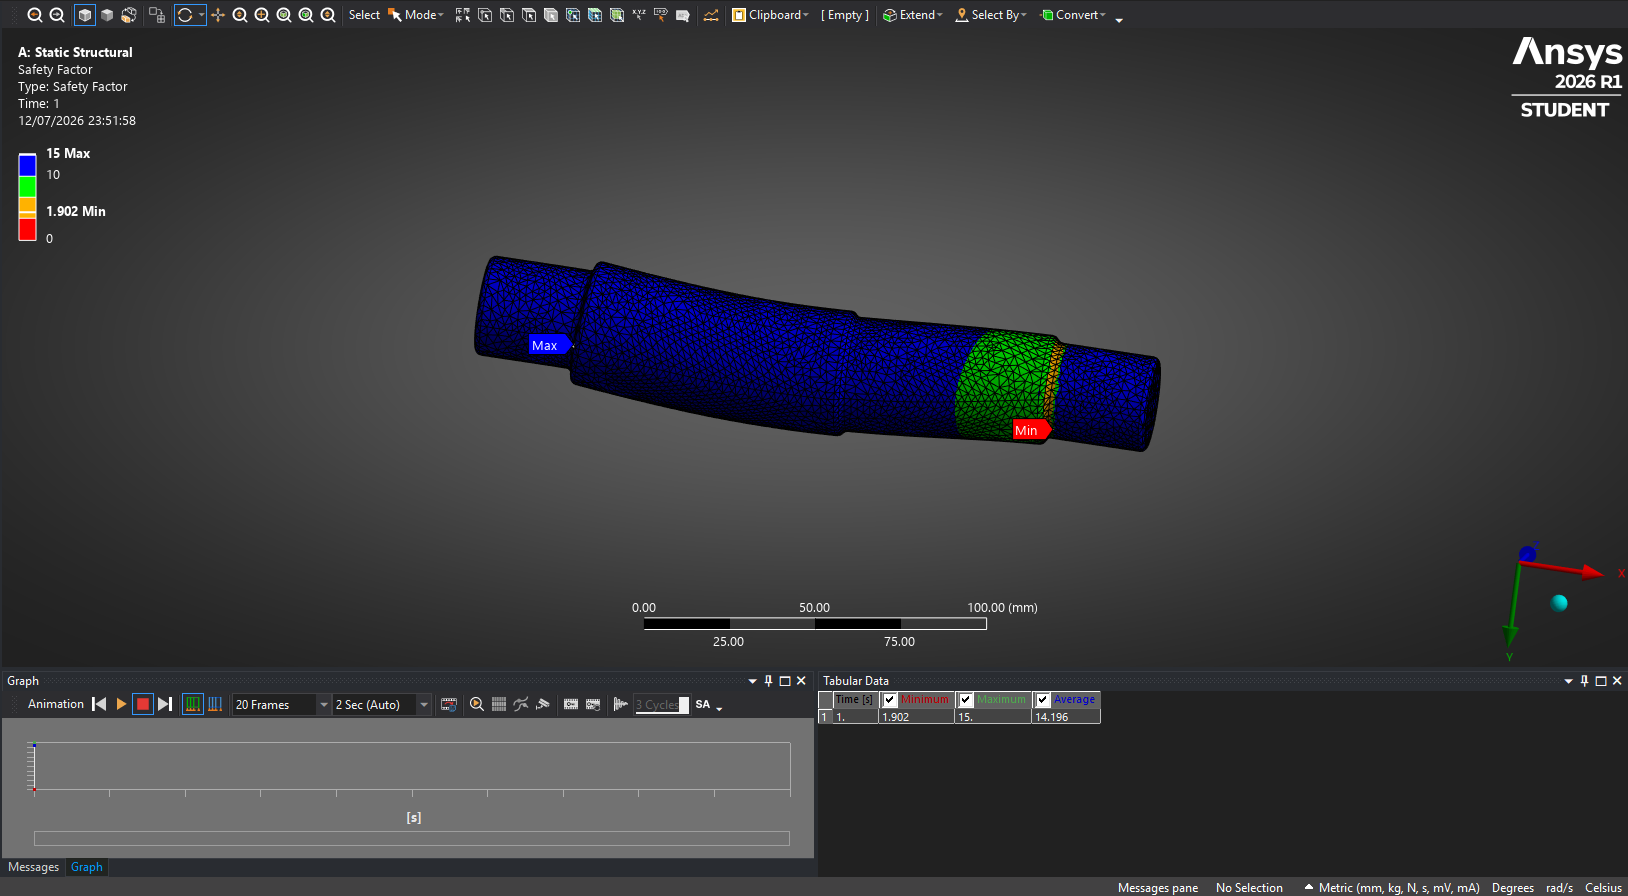 Select Mode Clipboard [ Empty ] Extend Select By Convert
A: Static Structural
Safety Factor
Type: Safety Factor
Time: 1
12/07/2026 23:51:58
15 Max
10
1.902 Min
0
Ansys
2026 R1
STUDENT
Max
Min
0.00 50.00 100.00 (mm)
25.00 75.00
Z
X
Y
Graph
Animation 20 Frames 2 Sec (Auto) 3 Cycles SA
[s]
Messages Graph
Tabular Data
Time [s] Minimum Maximum Average
1 1. 1.902 15. 14.196
Messages pane No Selection Metric (mm, kg, N, s, mV, mA) Degrees rad/s Celsius